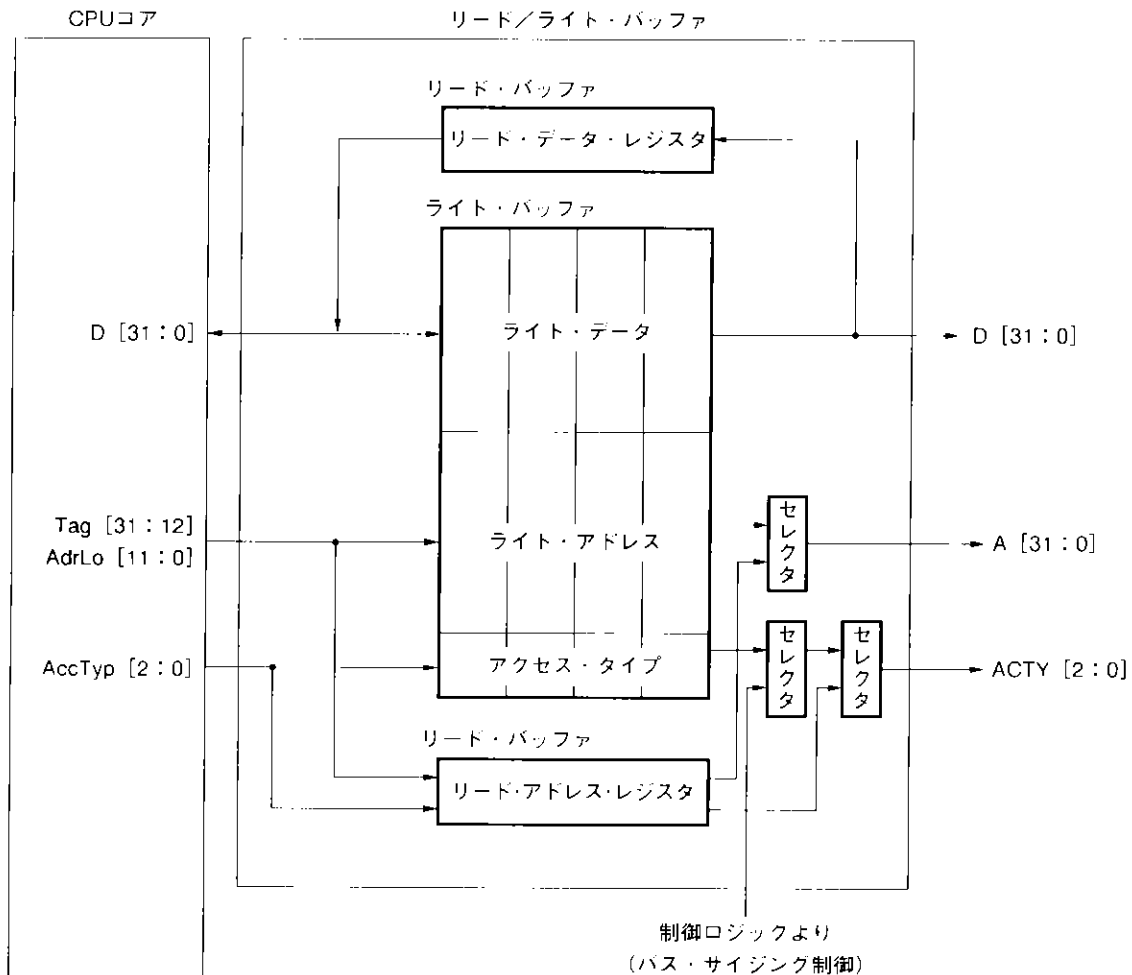 CPUコア
リード／ライト・バッファ
リード・バッファ
リード・データ・レジスタ
ライト・バッファ
D [31：0]
ライト・データ
D [31：0]
Tag [31：12]
AdrLo [11：0]
ライト・アドレス
セレクタ
A [31：0]
AccTyp [2：0]
アクセス・タイプ
セレクタ
セレクタ
ACTY [2：0]
リード・バッファ
リード・アドレス・レジスタ
制御ロジックより
(バス・サイジング制御)